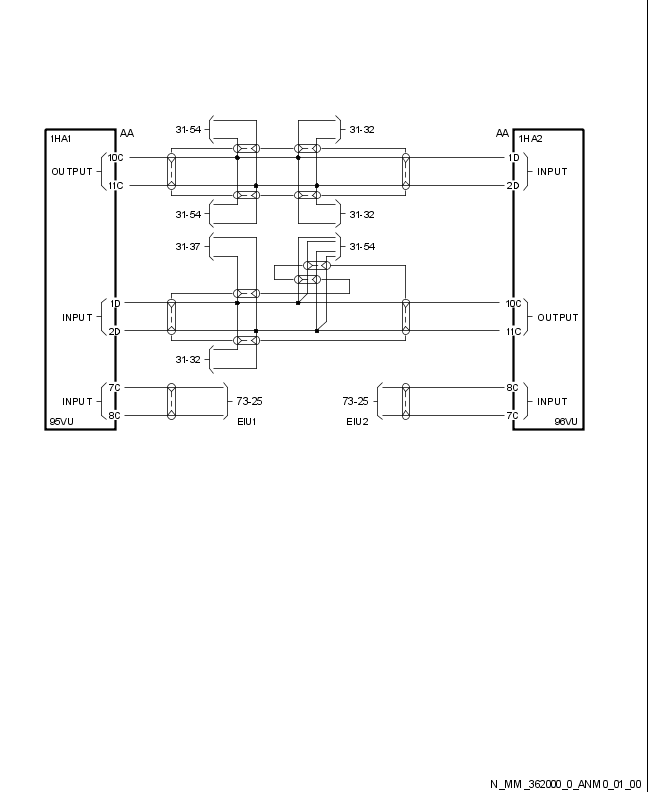 31-54
31-32
1HA1
AA
AA
1HA2
10C
1D
OUTPUT
INPUT
11C
2D
31-54
31-32
31-37
31-54
1D
10C
INPUT
OUTPUT
2D
11C
31-32
7C
8C
INPUT
73-25
73-25
INPUT
8C
7C
95VU
EIU1
EIU2
96VU
N_MM_362000_0_ANM0_01_00